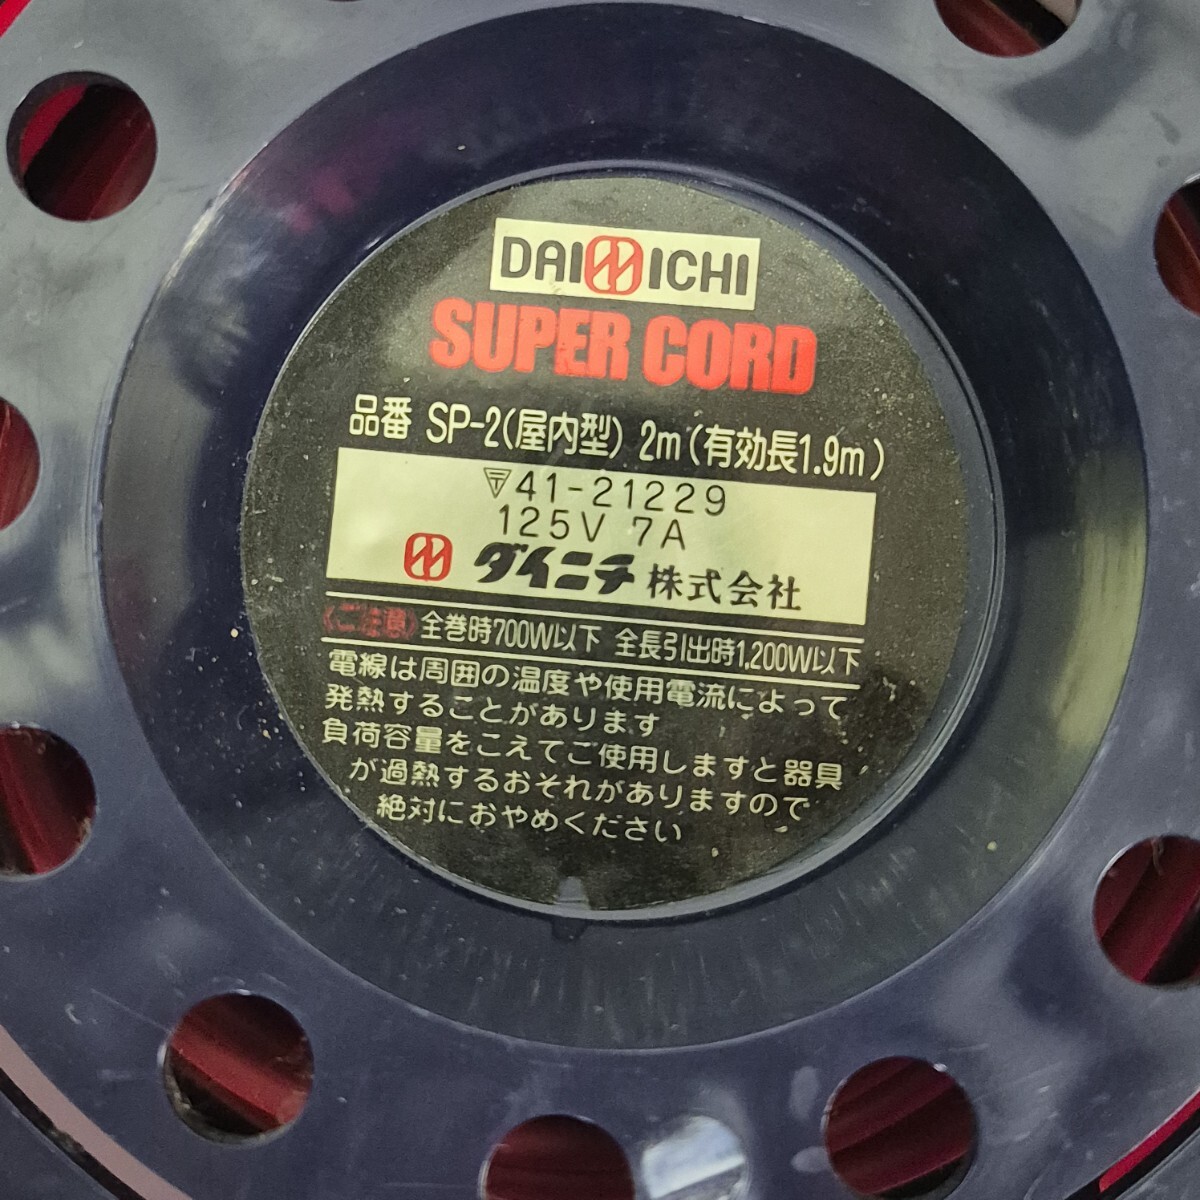 DAINICHI
SUPER CORD
品番 SP-2(屋内型) 2m(有効長1.9m)
41-21229
125V 7A
ダイニチ株式会社
〈ご注意〉全巻時700W以下 全長引出時1,200W以下
電線は周囲の温度や使用電流によって
発熱することがあります
負荷容量をこえてご使用しますと器具
が過熱するおそれがありますので
絶対におやめください